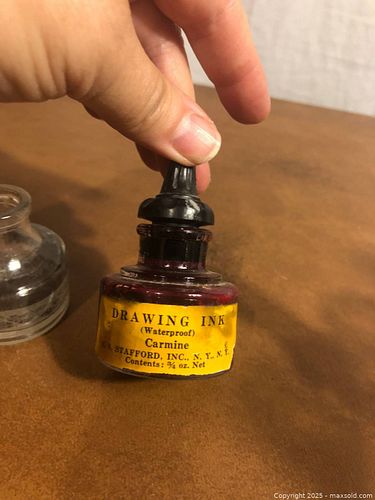 DRAWING INK
(Waterproof)
Carmine
S. STAFFORD, INC., N. Y., N. Y.
Contents: ¾ oz. Net
Copyright 2025 - maxsold.com